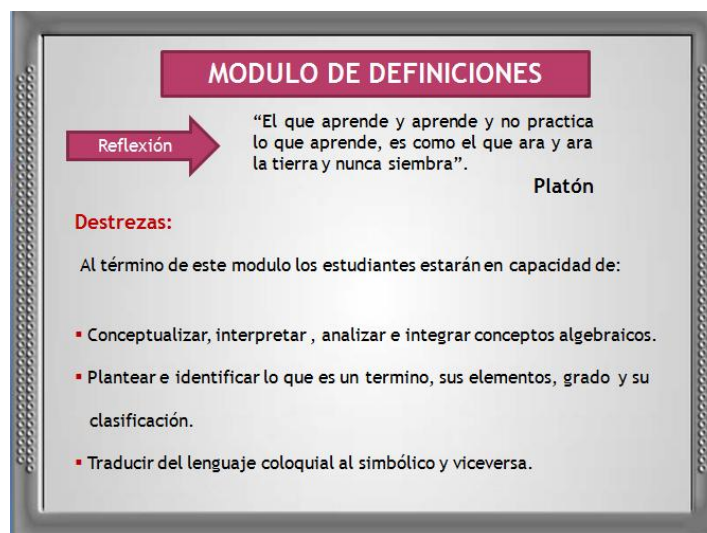 MODULO DE DEFINICIONES
Reflexión
“El que aprende y aprende y no practica
lo que aprende, es como el que ara y ara
la tierra y nunca siembra”.
Platón
Destrezas:
Al término de este modulo los estudiantes estarán en capacidad de:
▪ Conceptualizar, interpretar , analizar e integrar conceptos algebraicos.
▪ Plantear e identificar lo que es un termino, sus elementos, grado y su
clasificación.
▪ Traducir del lenguaje coloquial al simbólico y viceversa.